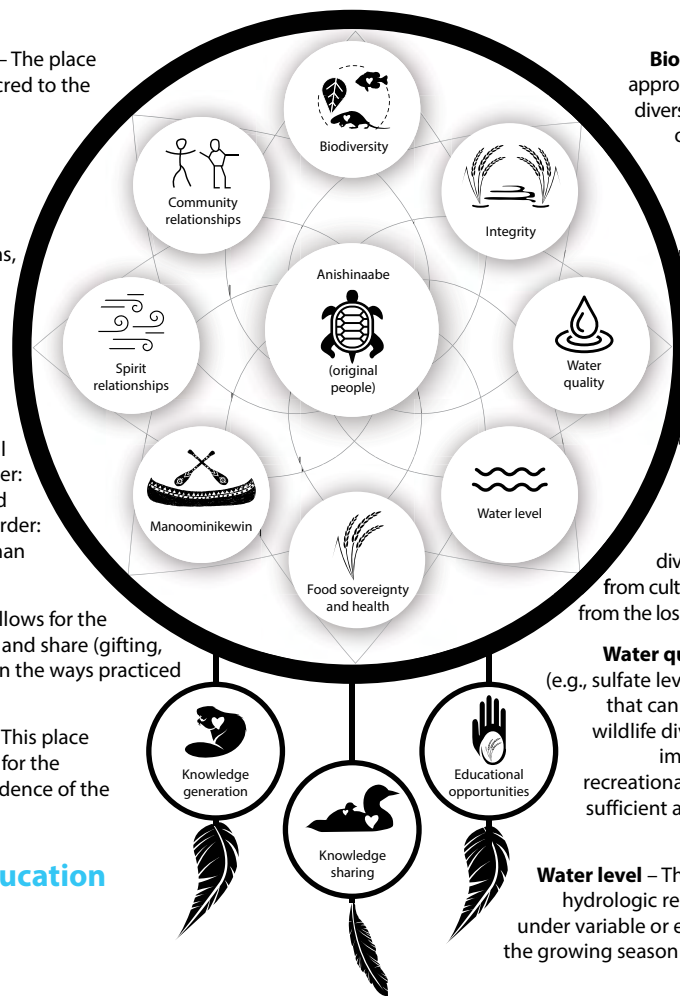 – The place
cred to the
ns,
l
er:
d
rder:
han
llows for the
and share (gifting,
n the ways practiced
This place
for the
dence of the
ucation
Biodiversity
Community
relationships
Integrity
Anishinaabe
(original
people)
Spirit
relationships
Water
quality
Manoominikewin
Water level
Food sovereignty
and health
Knowledge
generation
Knowledge
sharing
Educational
opportunities
Bio
appro
divers
div
from cult
from the los
Water qu
(e.g., sulfate lev
that can
wildlife div
im
recreationa
sufficient a
Water level – Th
hydrologic re
under variable or e
the growing season